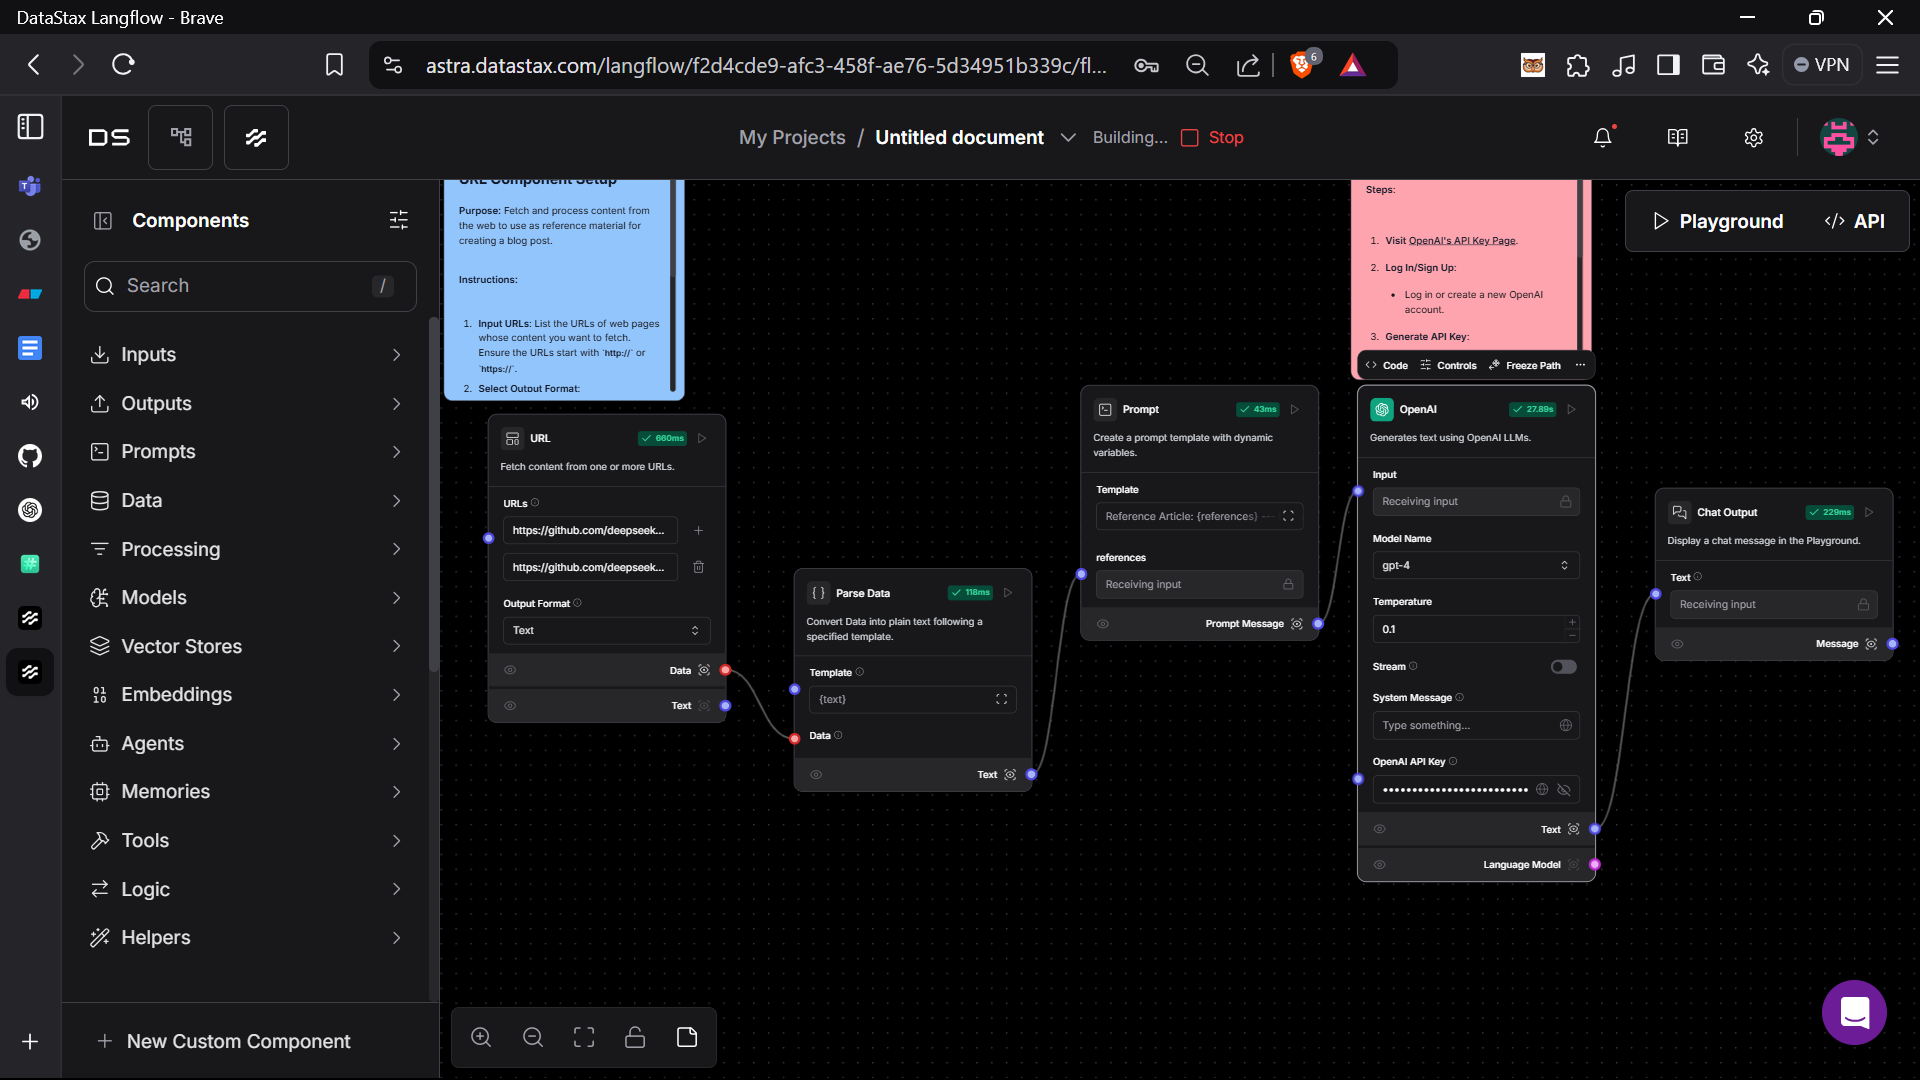 DataStax Langflow - Brave
astra.datastax.com/langflow/f2d4cde9-afc3-458f-ae76-5d34951b339c/fl...
6
VPN
DS
My Projects / Untitled document
Building...
Stop
Components
Search
/
Inputs
Outputs
Prompts
Data
Processing
Models
Vector Stores
Embeddings
Agents
Memories
Tools
Logic
Helpers
New Custom Component
URL Component Setup
Purpose: Fetch and process content from
the web to use as reference material for
creating a blog post.
Instructions:
1. Input URLs: List the URLs of web pages
whose content you want to fetch.
Ensure the URLs start with `http://` or
`https://`.
2. Select Output Format:
URL
660ms
Fetch content from one or more URLs.
URLs
https://github.com/deepseek...
https://github.com/deepseek...
Output Format
Text
Data
Text
Parse Data
118ms
Convert Data into plain text following a
specified template.
Template
{text}
Data
Text
Prompt
43ms
Create a prompt template with dynamic
variables.
Template
Reference Article: {references} ---
references
Receiving input
Prompt Message
Steps:
1. Visit OpenAI's API Key Page.
2. Log In/Sign Up:
• Log in or create a new OpenAI
account.
3. Generate API Key:
Code
Controls
Freeze Path
...
OpenAI
27.89s
Generates text using OpenAI LLMs.
Input
Receiving input
Model Name
gpt-4
Temperature
0.1
Stream
System Message
Type something...
OpenAI API Key
Text
Language Model
Playground
API
Chat Output
229ms
Display a chat message in the Playground.
Text
Receiving input
Message